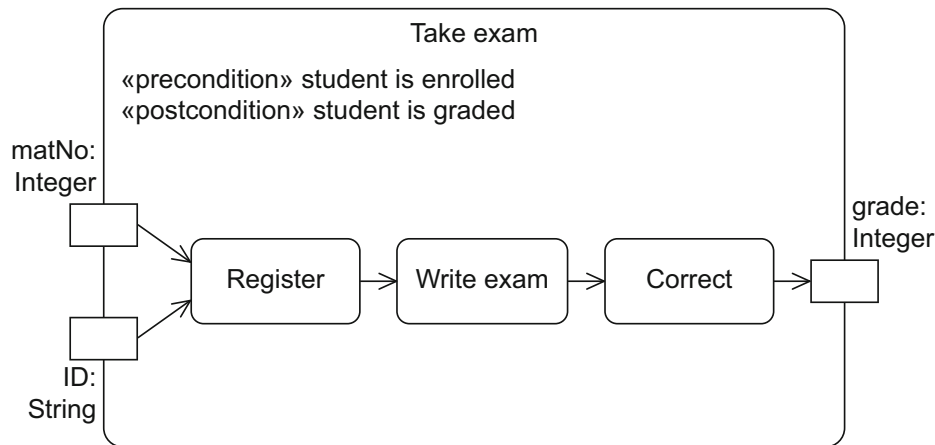 Take exam
«precondition» student is enrolled
«postcondition» student is graded
matNo:
Integer
grade:
Integer
Register
Write exam
Correct
ID:
String